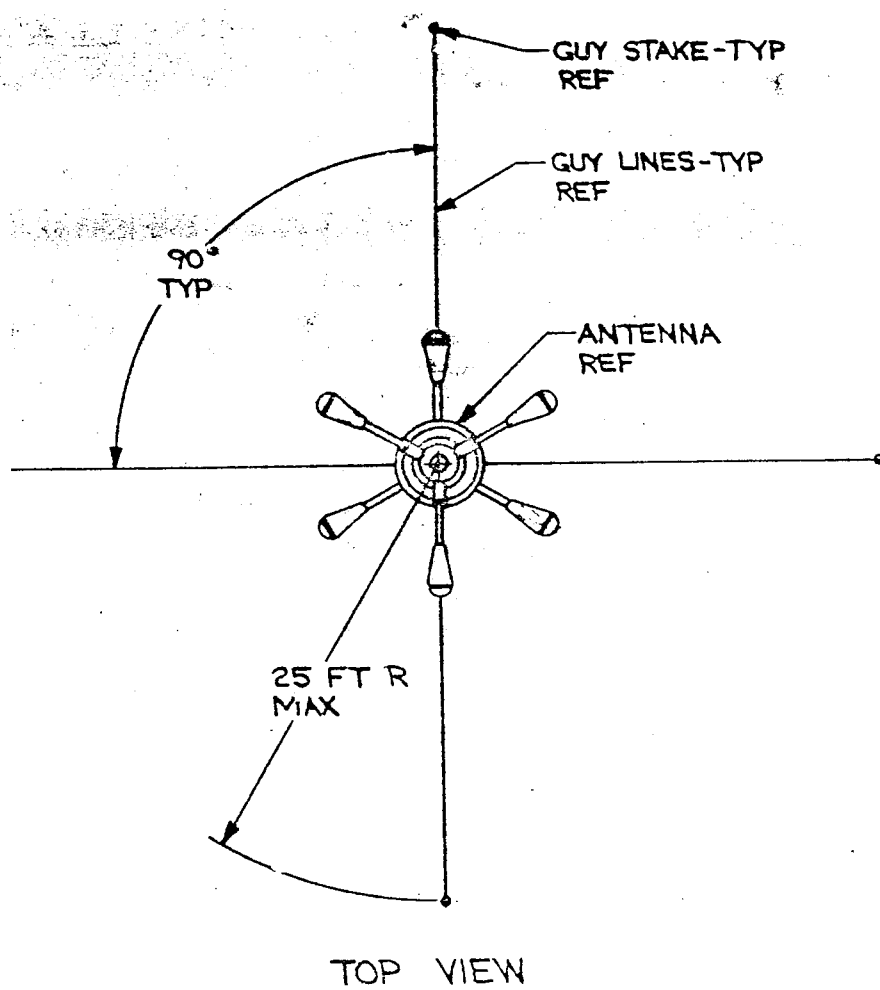 GUY STAKE-TYP
REF
GUY LINES-TYP
REF
90°
TYP
ANTENNA
REF
25 FT R
MAX
TOP VIEW